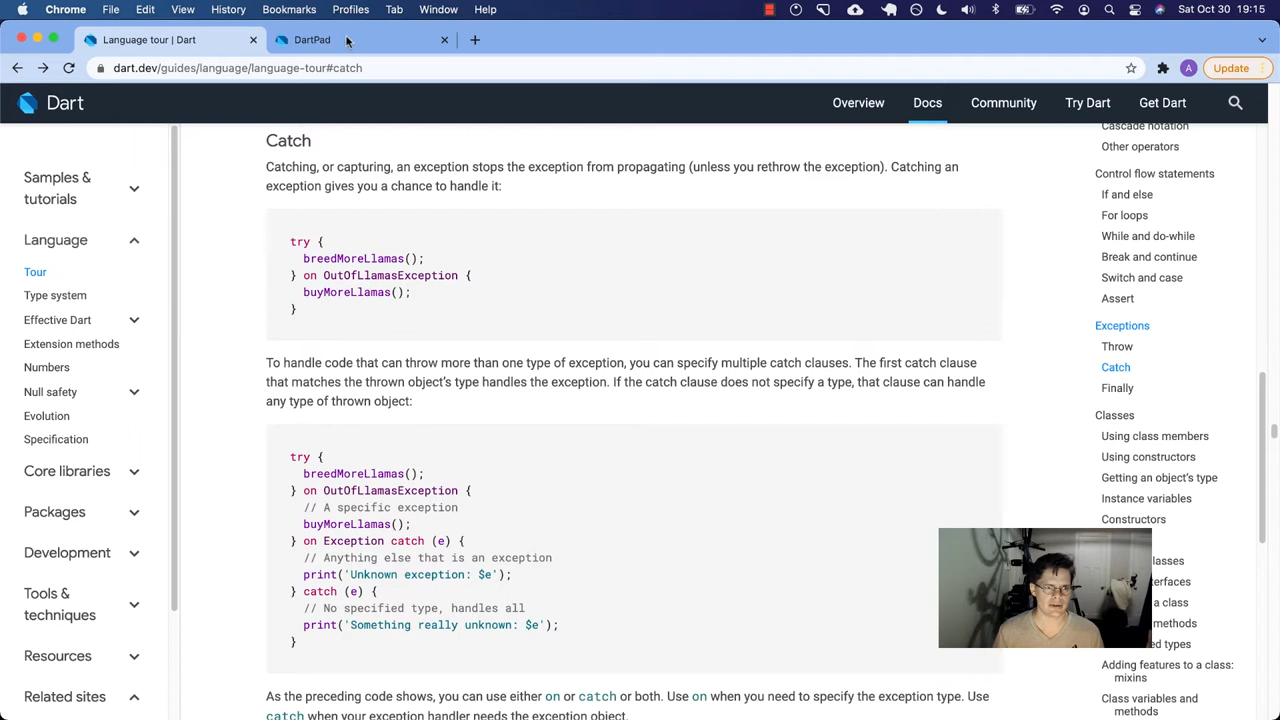 Chrome File Edit View History Bookmarks Profiles Tab Window Help Sat Oct 30 19:15
Language tour | Dart
DartPad
dart.dev/guides/language/language-tour#catch
A
Update
Dart
Overview
Docs
Community
Try Dart
Get Dart
Samples &
tutorials
Language
Tour
Type system
Effective Dart
Extension methods
Numbers
Null safety
Evolution
Specification
Core libraries
Packages
Development
Tools &
techniques
Resources
Related sites
Catch
Catching, or capturing, an exception stops the exception from propagating (unless you rethrow the exception). Catching an
exception gives you a chance to handle it:
try {
breedMoreLlamas();
} on OutOfLlamasException {
buyMoreLlamas();
}
To handle code that can throw more than one type of exception, you can specify multiple catch clauses. The first catch clause
that matches the thrown object's type handles the exception. If the catch clause does not specify a type, that clause can handle
any type of thrown object:
try {
breedMoreLlamas();
} on OutOfLlamasException {
// A specific exception
buyMoreLlamas();
} on Exception catch (e) {
// Anything else that is an exception
print('Unknown exception: $e');
} catch (e) {
// No specified type, handles all
print('Something really unknown: $e');
}
As the preceding code shows, you can use either on or catch or both. Use on when you need to specify the exception type. Use
catch when your exception handler needs the exception object.
Cascade notation
Other operators
Control flow statements
If and else
For loops
While and do-while
Break and continue
Switch and case
Assert
Exceptions
Throw
Catch
Finally
Classes
Using class members
Using constructors
Getting an object's type
Instance variables
Constructors
lasses
terfaces
a class
methods
ed types
Adding features to a class:
mixins
Class variables and
methods